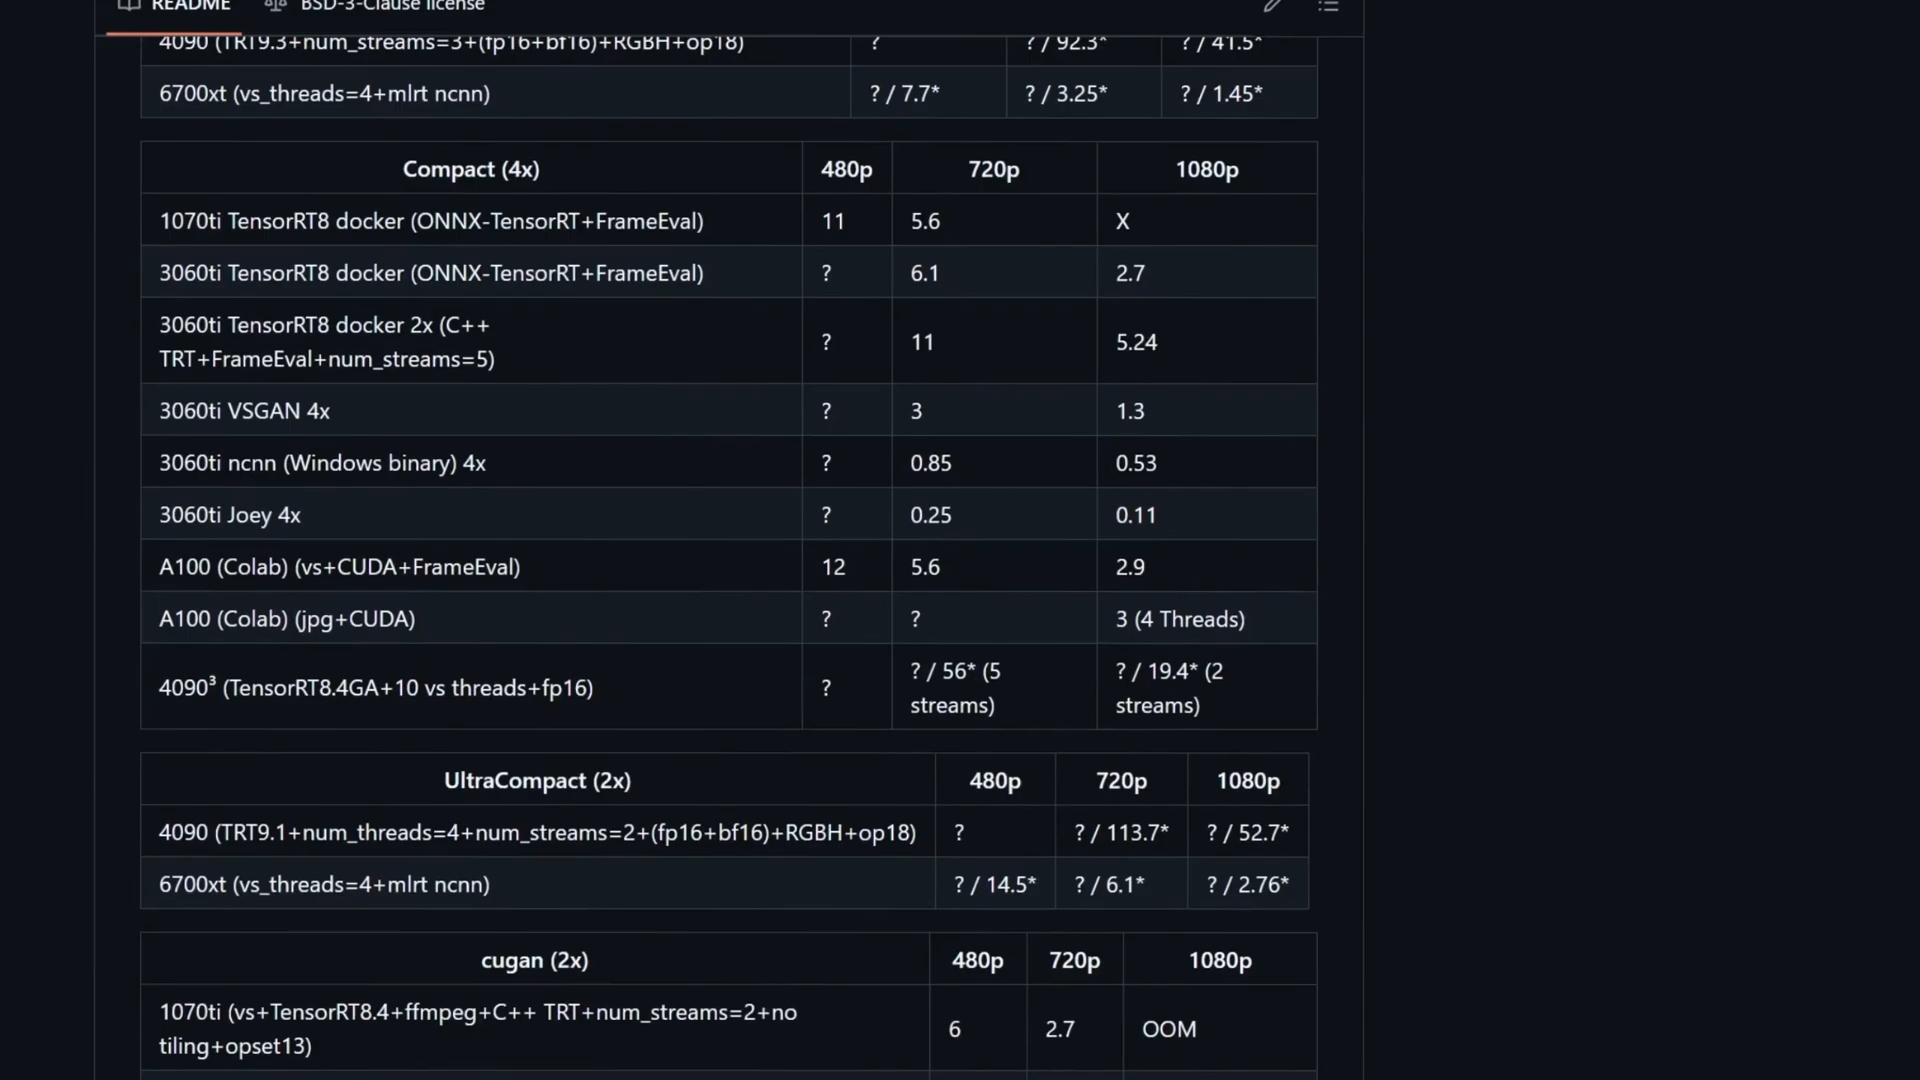 README BSD-3-Clause license
4090 (TRT9.3+num_streams=3+(fp16+bf16)+RGBH+op18) ? ? / 92.3* ? / 41.5*
6700xt (vs_threads=4+mlrt ncnn) ? / 7.7* ? / 3.25* ? / 1.45*
Compact (4x) 480p 720p 1080p
1070ti TensorRT8 docker (ONNX-TensorRT+FrameEval) 11 5.6 X
3060ti TensorRT8 docker (ONNX-TensorRT+FrameEval) ? 6.1 2.7
3060ti TensorRT8 docker 2x (C++
TRT+FrameEval+num_streams=5) ? 11 5.24
3060ti VSGAN 4x ? 3 1.3
3060ti ncnn (Windows binary) 4x ? 0.85 0.53
3060ti Joey 4x ? 0.25 0.11
A100 (Colab) (vs+CUDA+FrameEval) 12 5.6 2.9
A100 (Colab) (jpg+CUDA) ? ? 3 (4 Threads)
4090³ (TensorRT8.4GA+10 vs threads+fp16) ? ? / 56* (5 ? / 19.4* (2
streams) streams)
UltraCompact (2x) 480p 720p 1080p
4090 (TRT9.1+num_threads=4+num_streams=2+(fp16+bf16)+RGBH+op18) ? ? / 113.7* ? / 52.7*
6700xt (vs_threads=4+mlrt ncnn) ? / 14.5* ? / 6.1* ? / 2.76*
cugan (2x) 480p 720p 1080p
1070ti (vs+TensorRT8.4+ffmpeg+C++ TRT+num_streams=2+no
tiling+opset13) 6 2.7 OOM